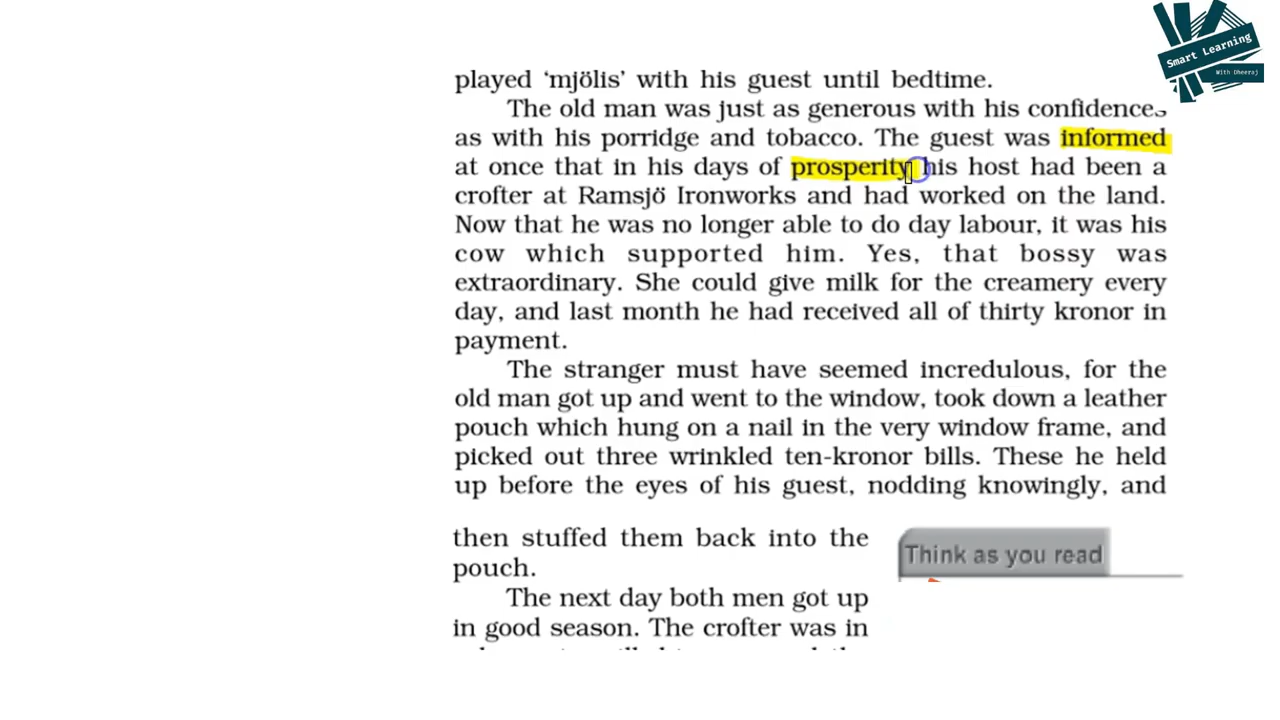 Smart Learning
With Dheeraj
played ‘mjölis’ with his guest until bedtime.
The old man was just as generous with his confidences
as with his porridge and tobacco. The guest was informed
at once that in his days of prosperity his host had been a
crofter at Ramsjö Ironworks and had worked on the land.
Now that he was no longer able to do day labour, it was his
cow which supported him. Yes, that bossy was
extraordinary. She could give milk for the creamery every
day, and last month he had received all of thirty kronor in
payment.
The stranger must have seemed incredulous, for the
old man got up and went to the window, took down a leather
pouch which hung on a nail in the very window frame, and
picked out three wrinkled ten-kronor bills. These he held
up before the eyes of his guest, nodding knowingly, and
then stuffed them back into the
pouch.
Think as you read
The next day both men got up
in good season. The crofter was in